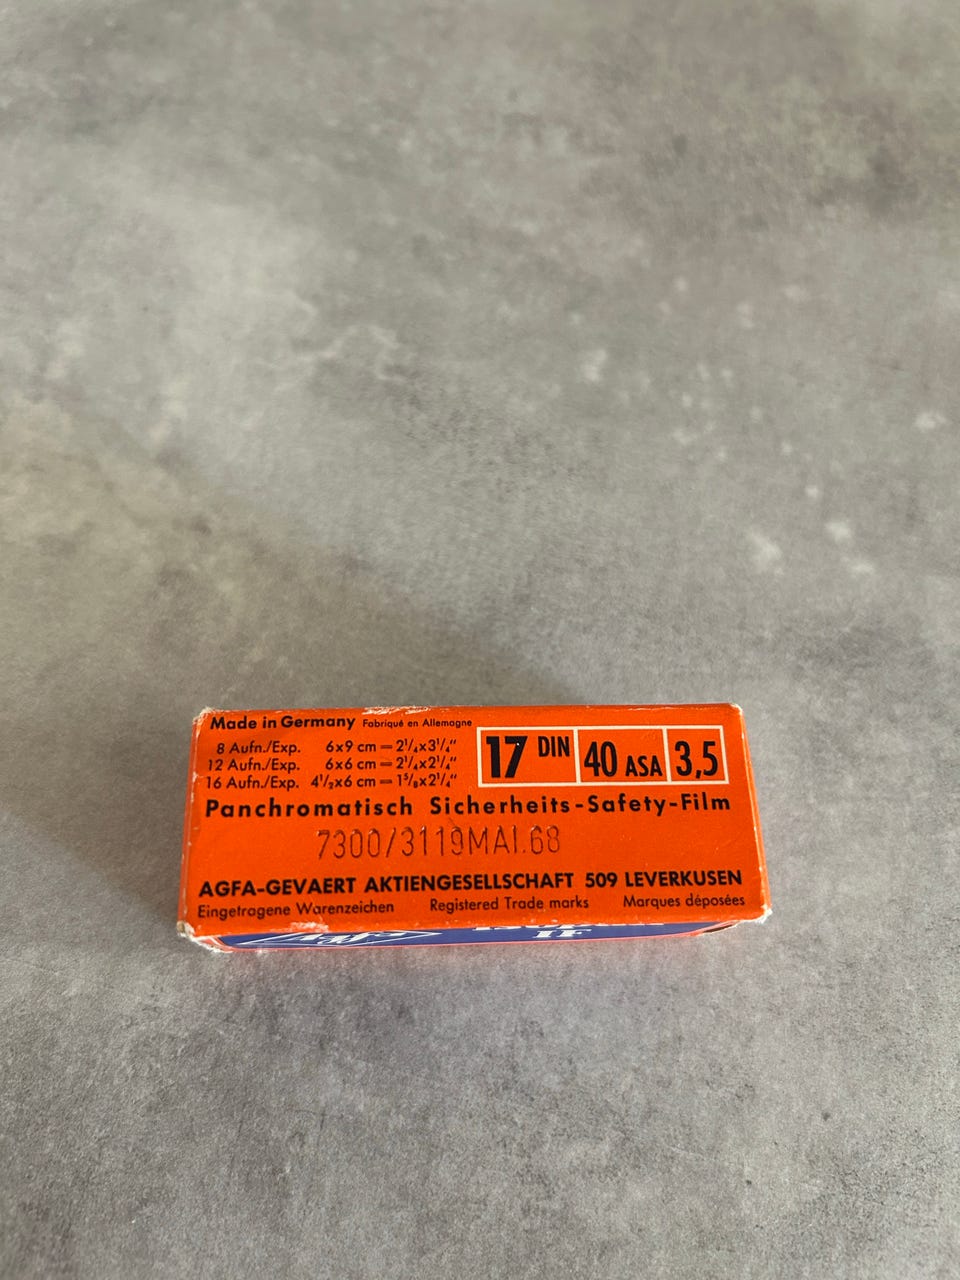 Made in Germany Fabriqué en Allemagne
8 Aufn./Exp. 6x9 cm = 2¹/₄x3¹/₄"
12 Aufn./Exp. 6x6 cm = 2¹/₄x2¹/₄"
16 Aufn./Exp. 4¹/₂x6 cm = 1⁵/₈x2¹/₄"
17 DIN 40 ASA 3,5
Panchromatisch Sicherheits-Safety-Film
7300/3119MAI.68
AGFA-GEVAERT AKTIENGESELLSCHAFT 509 LEVERKUSEN
Eingetragene Warenzeichen Registered Trade marks Marques déposées
IF